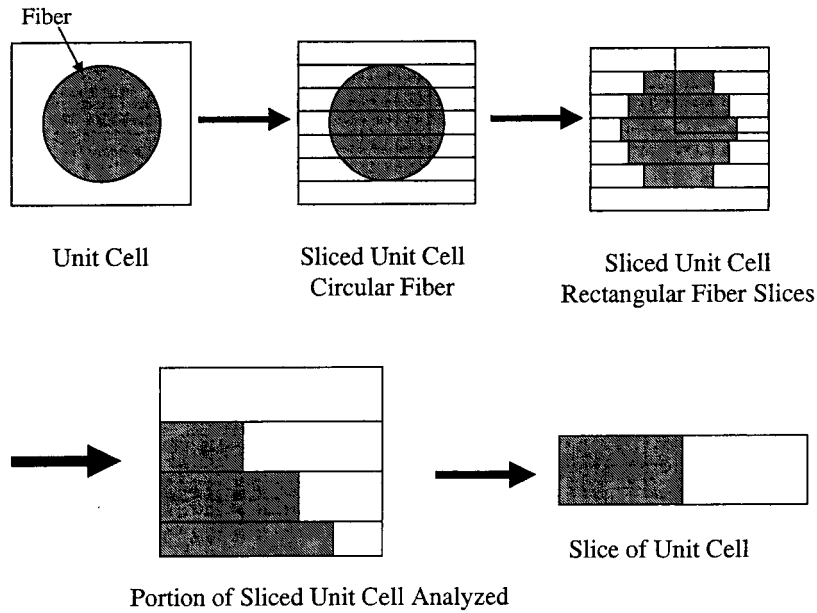 Fiber
Unit Cell
Sliced Unit Cell
Circular Fiber
Sliced Unit Cell
Rectangular Fiber Slices
Portion of Sliced Unit Cell Analyzed
Slice of Unit Cell